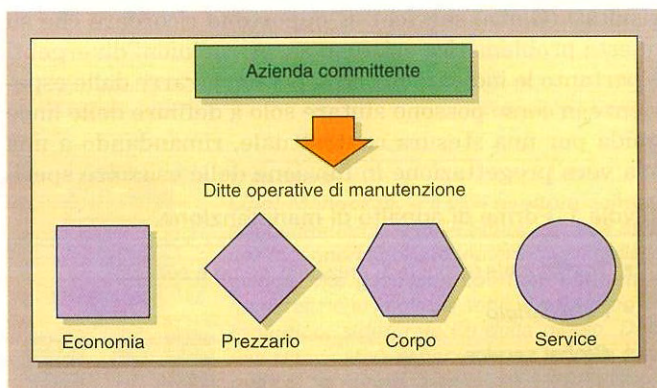 Azienda committente
Ditte operative di manutenzione
Economia
Prezzario
Corpo
Service